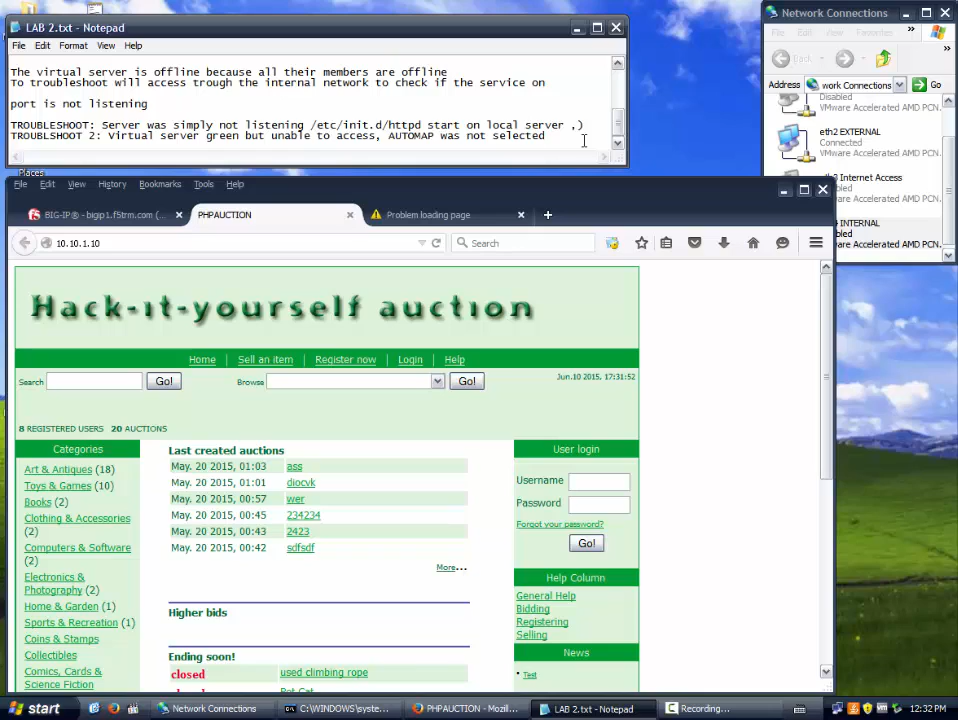 LAB 2.txt - Notepad
File Edit Format View Help
The virtual server is offline because all their members are offline
To troubleshoot will access trough the internal network to check if the service on
port is not listening
TROUBLESHOOT: Server was simply not listening /etc/init.d/httpd start on local server ,)
TROUBLSHOOT 2: Virtual server green but unable to access, AUTOMAP was not selected
Network Connections
File Edit View Favorites »
Back »
Address work Connections Go
Disabled
VMware Accelerated AMD PCN.
eth2 EXTERNAL
Connected
VMware Accelerated AMD PCN.
Internet Access
VMware Accelerated AMD PCN.
INTERNAL
VMware Accelerated AMD PCN.
Places
File Edit View History Bookmarks Tools Help
BIG-IP® - bigpp1.f5trm.com (... PHPAUCTION Problem loading page
10.10.1.10 Search
Hack-it-yourself auction
Home | Sell an item | Register now | Login | Help
Search Go! Browse Go! Jun.10 2015, 17:31:52
8 REGISTERED USERS 20 AUCTIONS
Categories
Art & Antiques (18)
Toys & Games (10)
Books (2)
Clothing & Accessories
(2)
Computers & Software
(2)
Electronics &
Photography (2)
Home & Garden (1)
Sports & Recreation (1)
Coins & Stamps
Collectibles
Comics, Cards &
Science Fiction
Last created auctions
May. 20 2015, 01:03 ass
May. 20 2015, 01:01 diocvk
May. 20 2015, 00:57 wer
May. 20 2015, 00:45 234234
May. 20 2015, 00:43 2423
May. 20 2015, 00:42 sdfsdf
More...
Higher bids
Ending soon!
closed used climbing rope
Pet Cat
User login
Username
Password
Forgot your password?
Go!
Help Column
General Help
Bidding
Registering
Selling
News
• Test
start Network Connections C:\WINDOWS\syste... PHPAUCTION - Mozil... LAB 2.txt - Notepad Recording... 12:32 PM